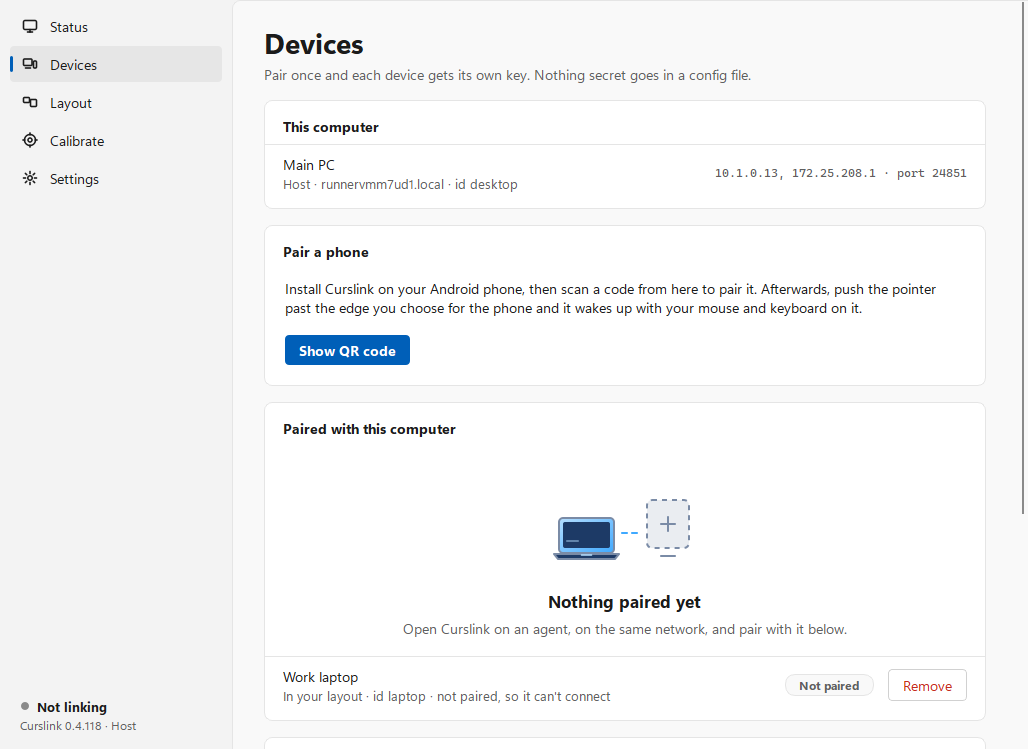 Status
Devices
Layout
Calibrate
Settings
Not linking
Curslink 0.4.118 · Host
Devices
Pair once and each device gets its own key. Nothing secret goes in a config file.
This computer
Main PC
Host · runnervmm7ud1.local · id desktop
10.1.0.13, 172.25.208.1 · port 24851
Pair a phone
Install Curslink on your Android phone, then scan a code from here to pair it. Afterwards, push the pointer
past the edge you choose for the phone and it wakes up with your mouse and keyboard on it.
Show QR code
Paired with this computer
Nothing paired yet
Open Curslink on an agent, on the same network, and pair with it below.
Work laptop
In your layout · id laptop · not paired, so it can't connect
Not paired
Remove